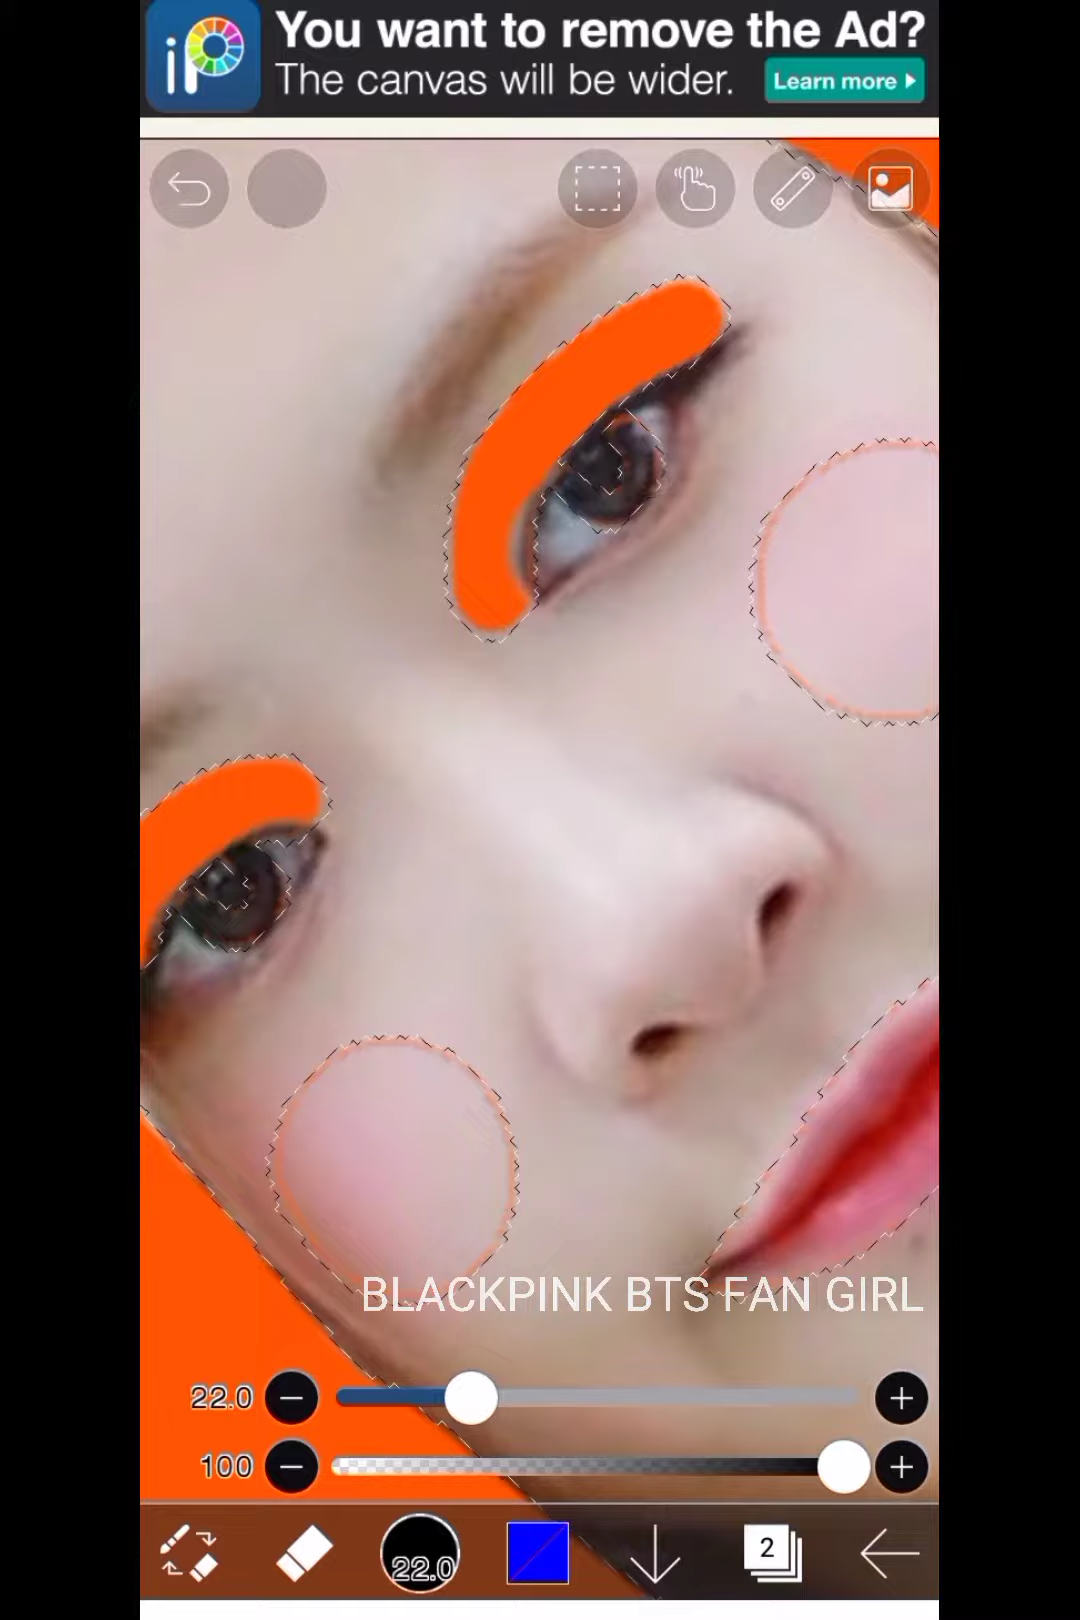 iP
You want to remove the Ad?
The canvas will be wider.
Learn more
BLACKPINK BTS FAN GIRL
22.0
100
22.0
2